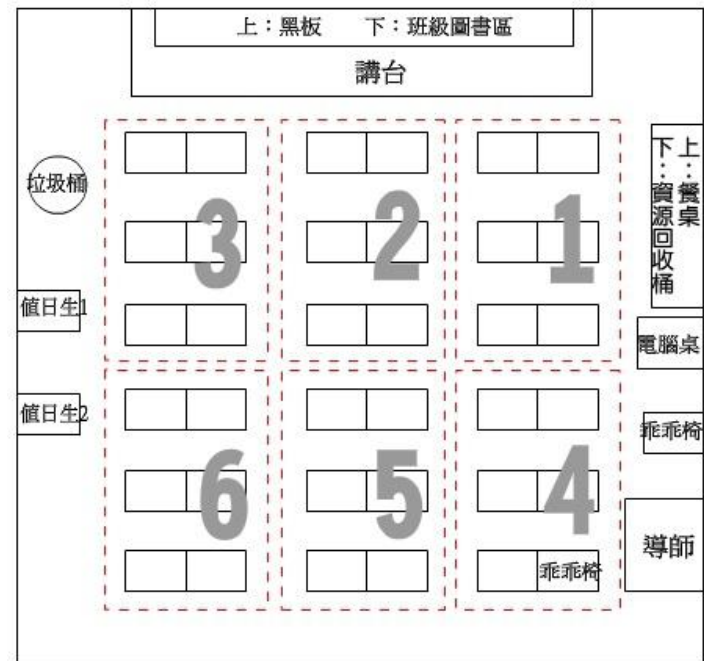 上：黑板 下：班級圖書區
講台
垃圾桶
3
2
1
上：餐桌
下：資源回收桶
值日生1
電腦桌
值日生2
乖乖椅
6
5
4
導師
乖乖椅